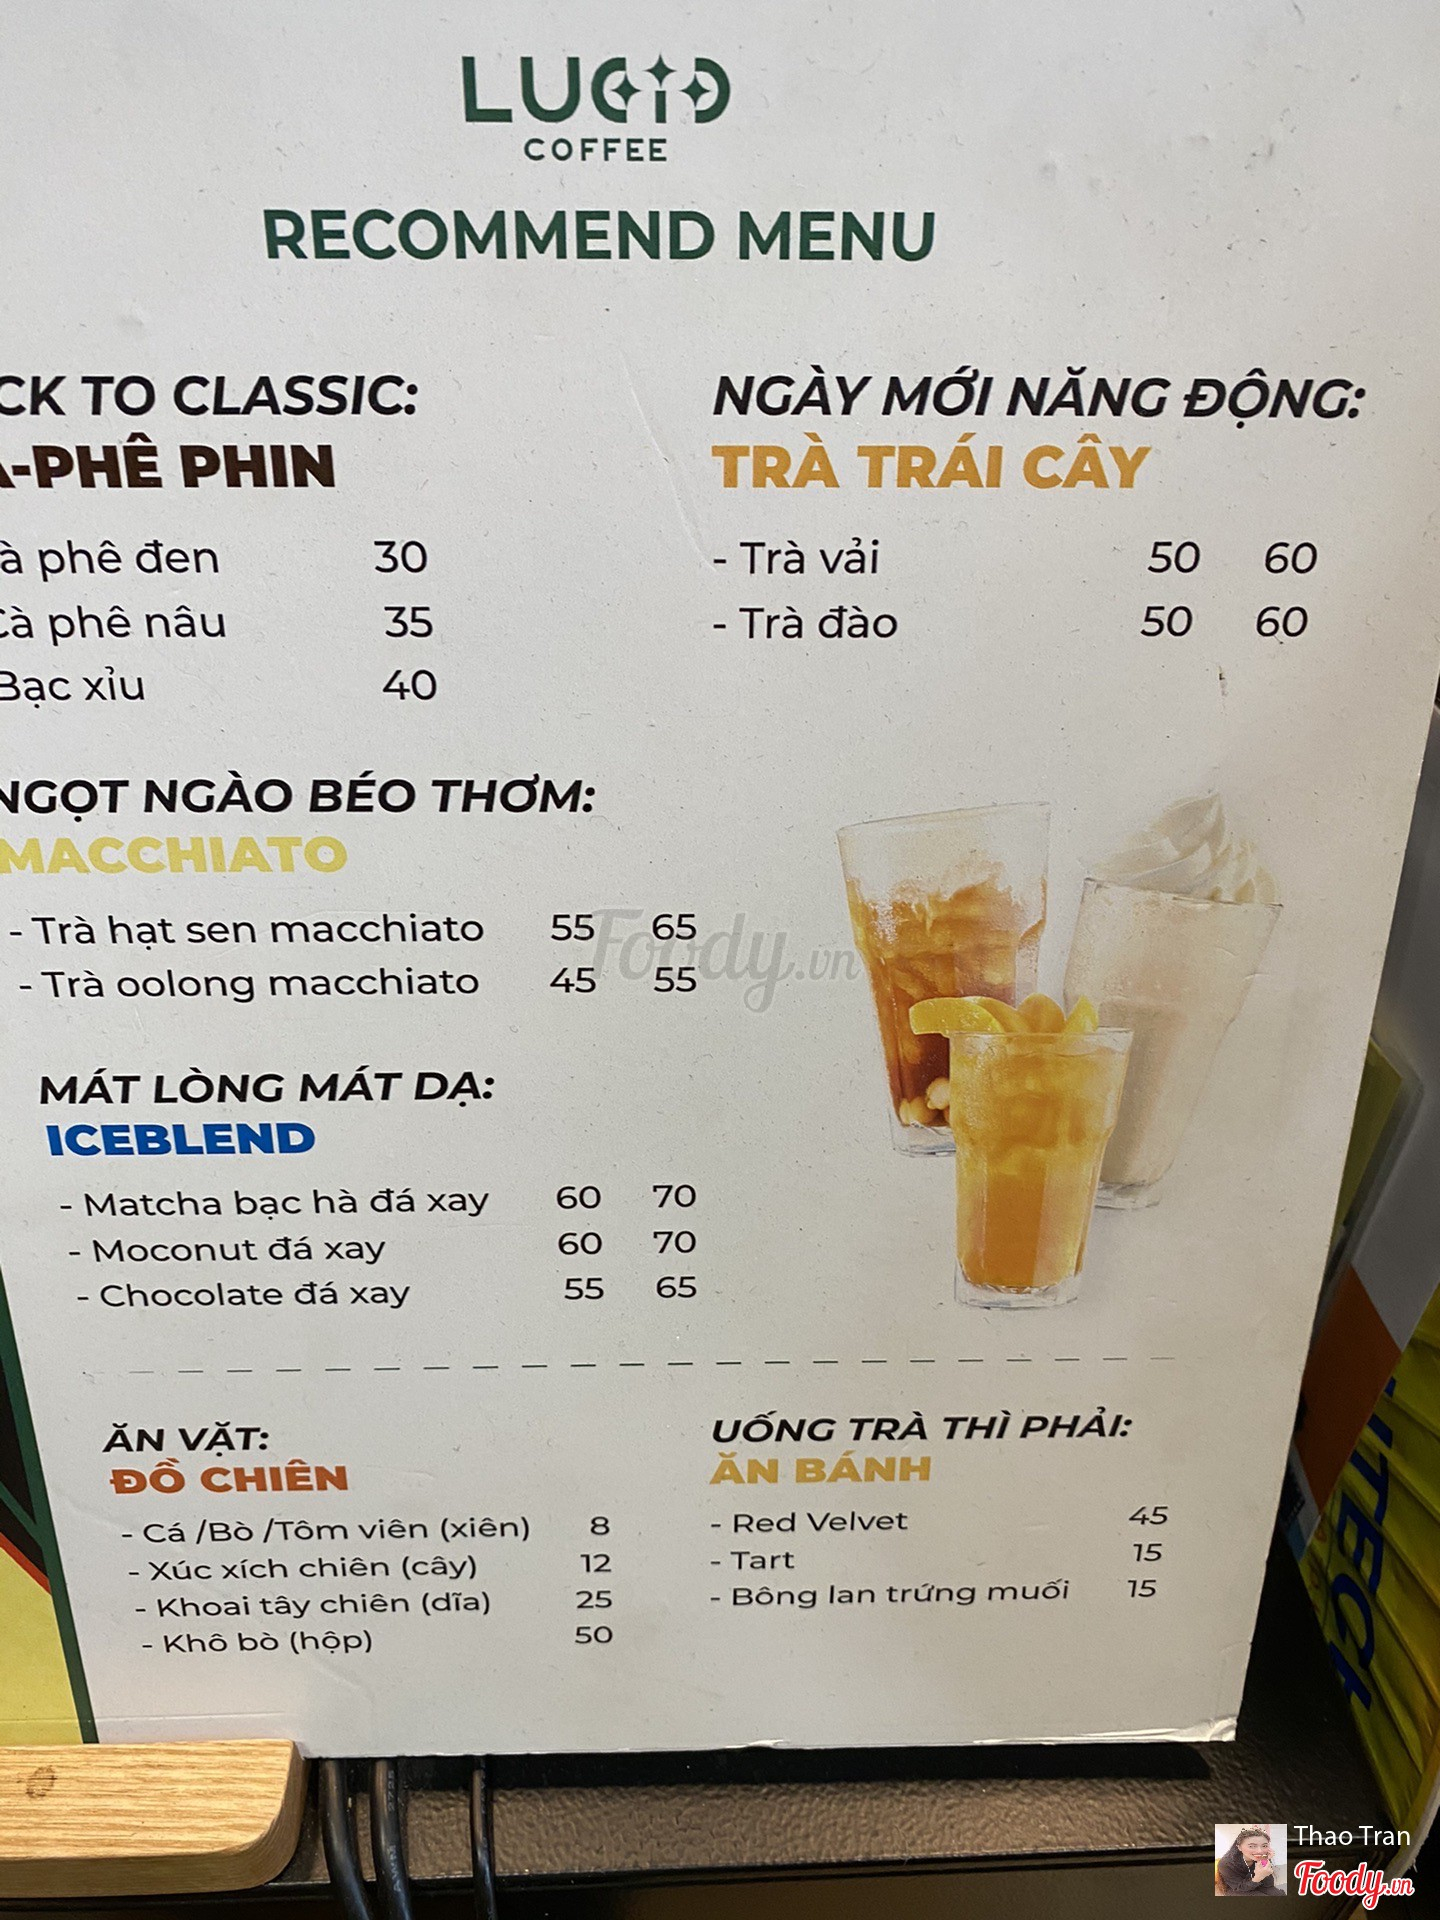 LUCID
COFFEE
RECOMMEND MENU
CK TO CLASSIC:
-PHÊ PHIN
à phê đen 30
Cà phê nâu 35
Bạc xỉu 40
NGÀY MỚI NĂNG ĐỘNG:
TRÀ TRÁI CÂY
- Trà vải 50 60
- Trà đào 50 60
NGỌT NGÀO BÉO THƠM:
MACCHIATO
- Trà hạt sen macchiato 55 65
- Trà oolong macchiato 45 55
Foody.vn
MÁT LÒNG MÁT DẠ:
ICEBLEND
- Matcha bạc hà đá xay 60 70
- Moconut đá xay 60 70
- Chocolate đá xay 55 65
ĂN VẶT:
ĐỒ CHIÊN
- Cá /Bò /Tôm viên (xiên) 8
- Xúc xích chiên (cây) 12
- Khoai tây chiên (dĩa) 25
- Khô bò (hộp) 50
UỐNG TRÀ THÌ PHẢI:
ĂN BÁNH
- Red Velvet 45
- Tart 15
- Bông lan trứng muối 15
Thao Tran
Foody.vn